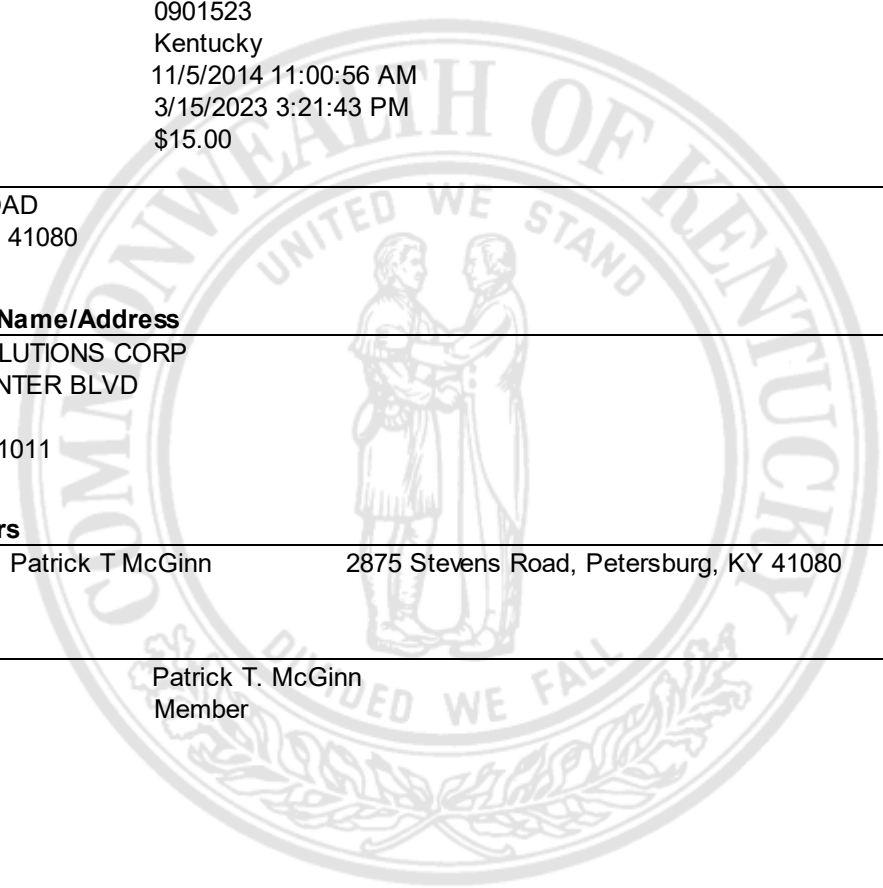 0901523
Kentucky
11/5/2014 11:00:56 AM
3/15/2023 3:21:43 PM
$15.00
OAD
41080
Name/Address
LUTIONS CORP
NTER BLVD
1011
rs
Patrick T McGinn 2875 Stevens Road, Petersburg, KY 41080
Patrick T. McGinn
Member
COMMONWEALTH OF KENTUCKY
UNITED WE STAND
DIVIDED WE FALL